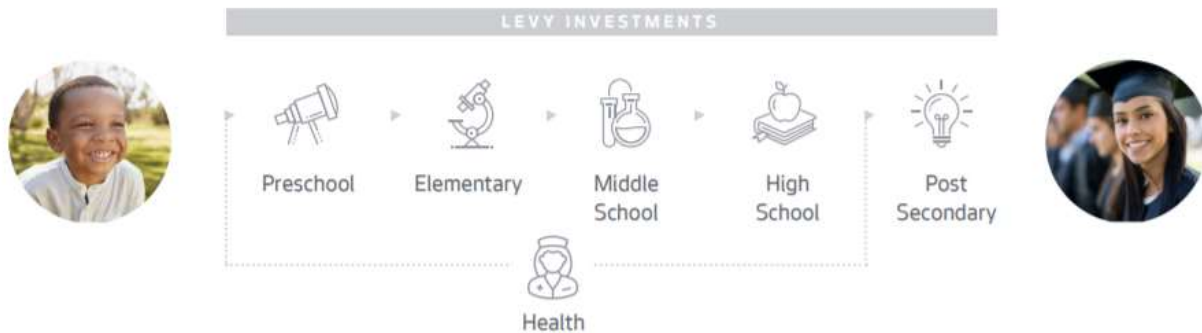 LEVY INVESTMENTS
Preschool
Elementary
Middle
School
High
School
Post
Secondary
Health